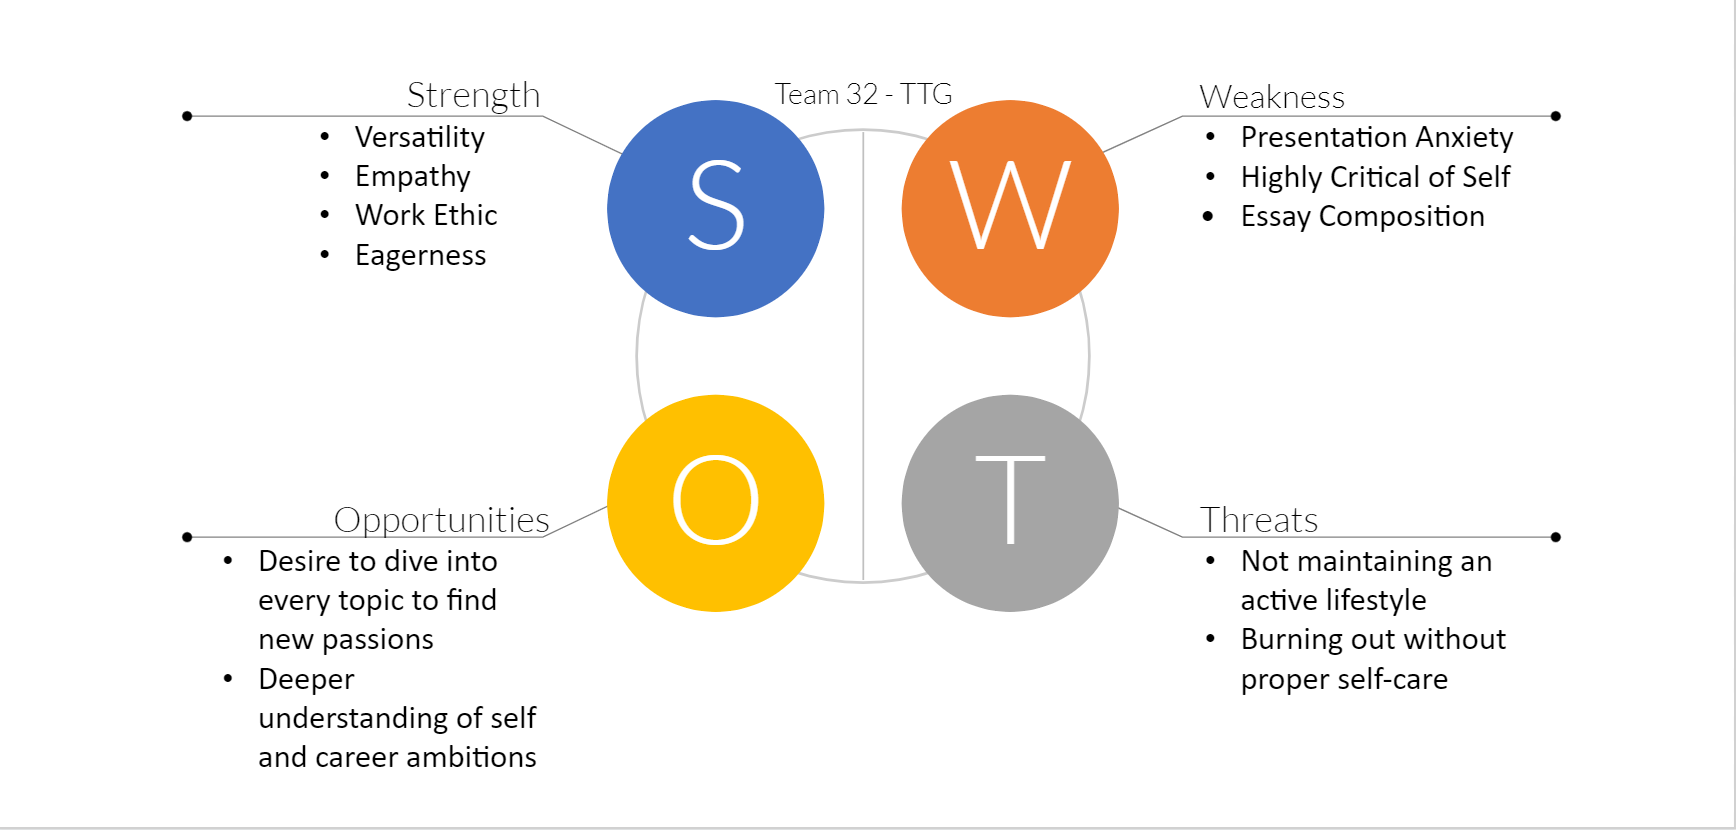 Team 32 - TTG
Strength
• Versatility
• Empathy
• Work Ethic
• Eagerness
S
W
Weakness
• Presentation Anxiety
• Highly Critical of Self
• Essay Composition
Opportunities
• Desire to dive into
every topic to find
new passions
• Deeper
understanding of self
and career ambitions
O
T
Threats
• Not maintaining an
active lifestyle
• Burning out without
proper self-care